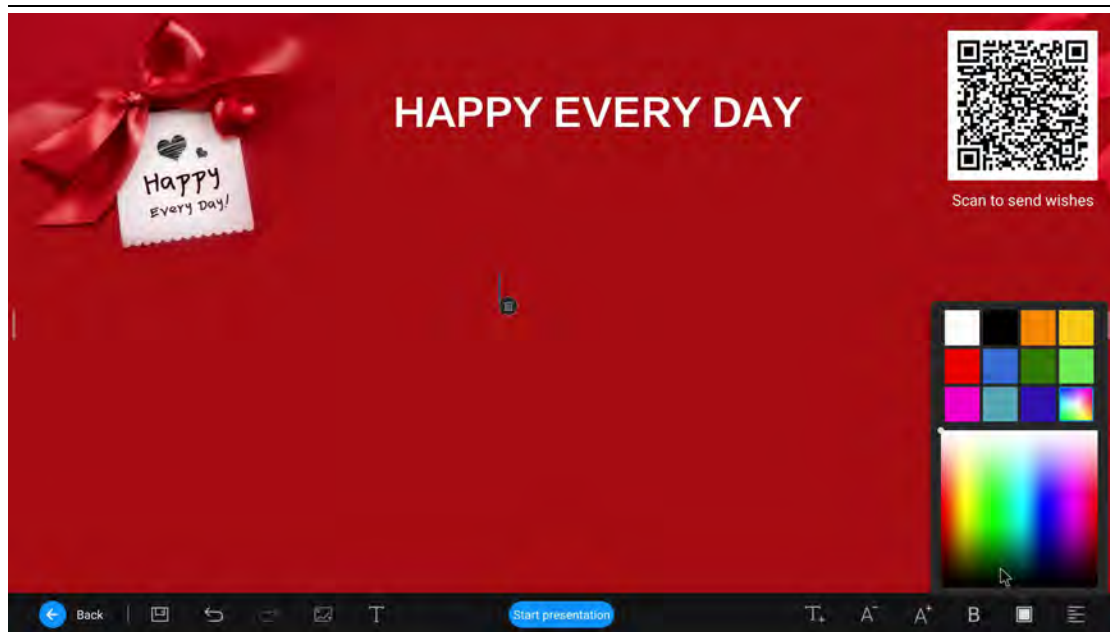 HAPPY EVERY DAY
Happy
Every Day!
Scan to send wishes
Back
Start presentation
T+
A-
A+
B